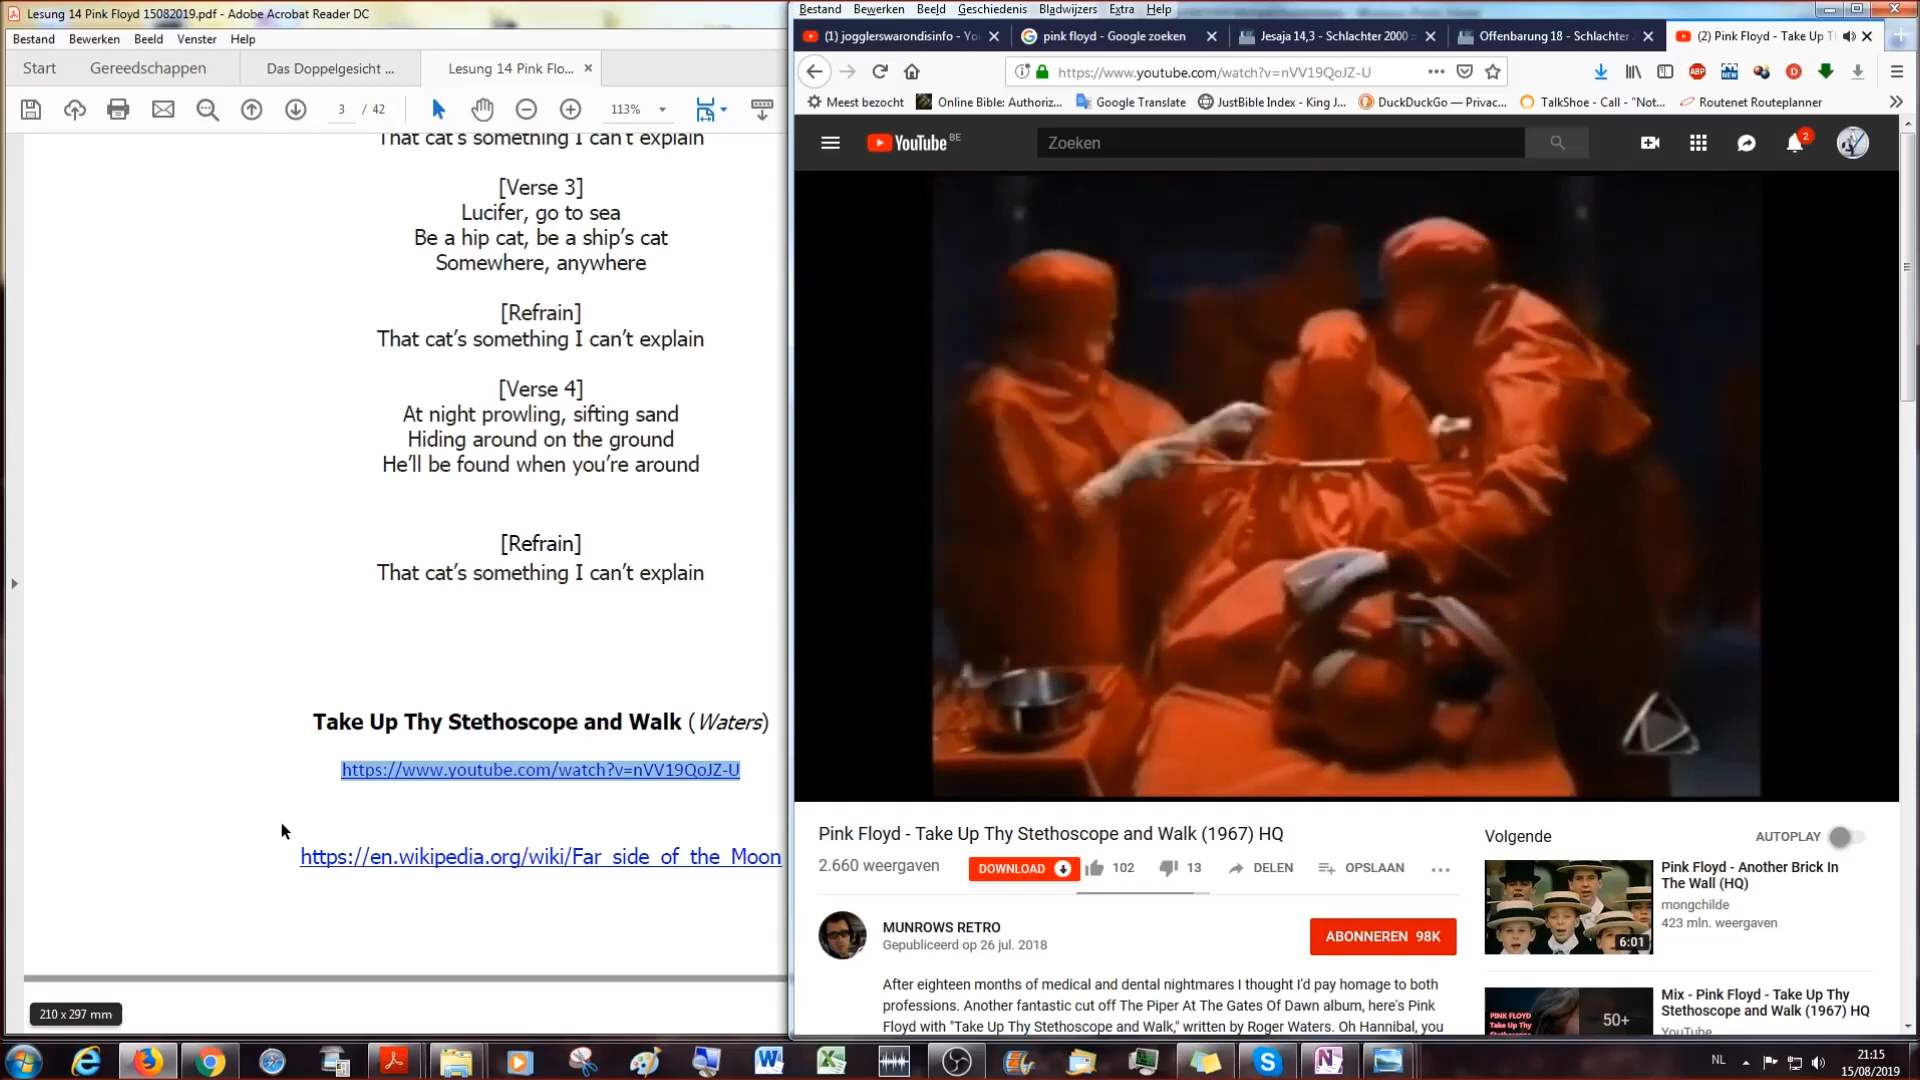 Lesung 14 Pink Floyd 15082019.pdf - Adobe Acrobat Reader DC
Bestand Bewerken Beeld Venster Help
Start Gereedschappen Das Doppelgesicht ... Lesung 14 Pink Flo... ×
3 / 42 113%
That cat's something I can't explain
[Verse 3]
Lucifer, go to sea
Be a hip cat, be a ship's cat
Somewhere, anywhere
[Refrain]
That cat's something I can't explain
[Verse 4]
At night prowling, sifting sand
Hiding around on the ground
He'll be found when you're around
[Refrain]
That cat's something I can't explain
Take Up Thy Stethoscope and Walk (Waters)
https://www.youtube.com/watch?v=nVV19QoJZ-U
https://en.wikipedia.org/wiki/Far_side_of_the_Moon
210 x 297 mm
Bestand Bewerken Beeld Geschiedenis Bladwijzers Extra Help
(1) jogglerswarondisinfo - Yo
pink floyd - Google zoeken
Jesaja 14,3 - Schlachter 2000
Offenbarung 18 - Schlachter
(2) Pink Floyd - Take Up T
https://www.youtube.com/watch?v=nVV19QoJZ-U
Meest bezocht
Online Bible: Authoriz...
Google Translate
JustBible Index - King J...
DuckDuckGo — Privac...
TalkShoe - Call - "Not...
Routenet Routeplanner
YouTube BE
Zoeken
2
Pink Floyd - Take Up Thy Stethoscope and Walk (1967) HQ
2.660 weergaven DOWNLOAD 102 13 DELEN OPSLAAN
MUNROWS RETRO
Gepubliceerd op 26 jul. 2018
ABONNEREN 98K
After eighteen months of medical and dental nightmares I thought I'd pay homage to both
professions. Another fantastic cut off The Piper At The Gates Of Dawn album, here's Pink
Floyd with "Take Up Thy Stethoscope and Walk," written by Roger Waters. Oh Hannibal, you
Volgende AUTOPLAY
Pink Floyd - Another Brick In
The Wall (HQ)
mongchilde
423 mln. weergaven
6:01
Mix - Pink Floyd - Take Up Thy
Stethoscope and Walk (1967) HQ
YouTube
PINK FLOYD
Take Up Thy
50+
NL
21:15
15/08/2019